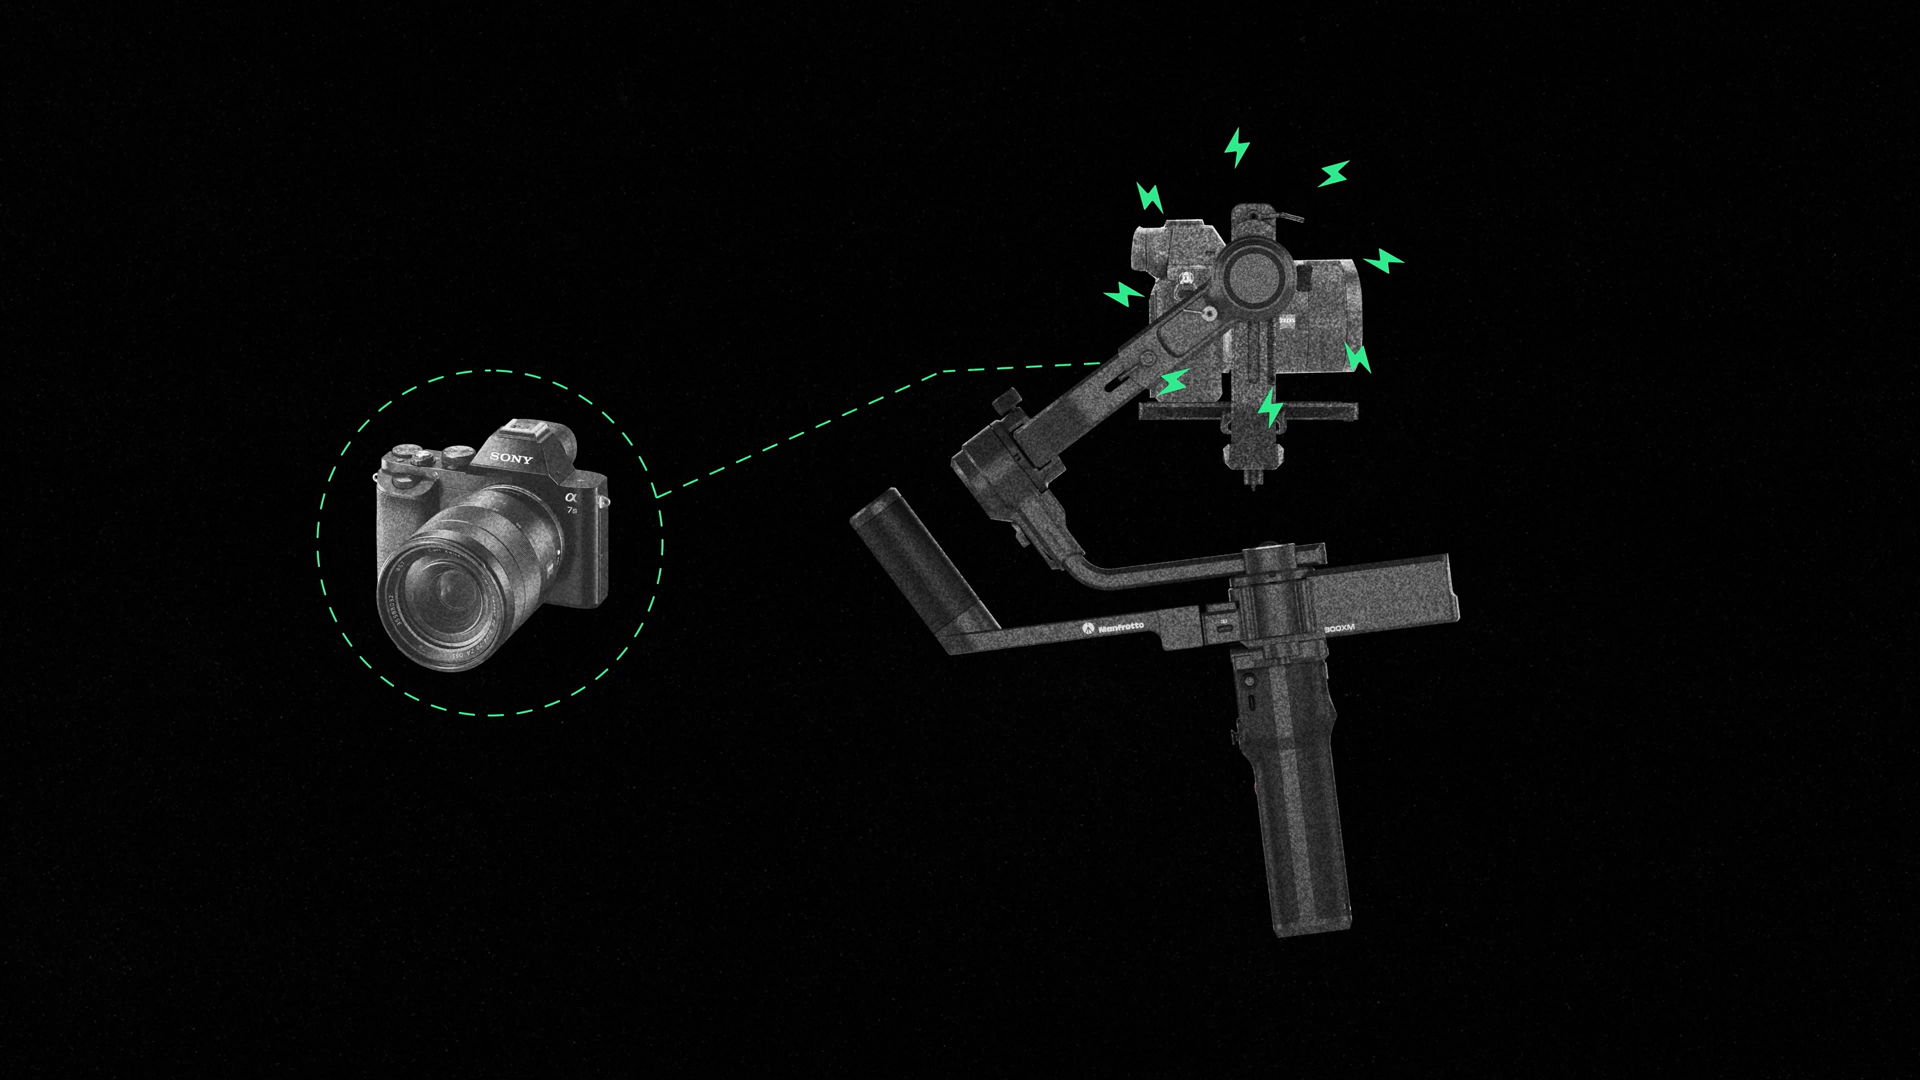 SONY
α
7s
Manfrotto
300XM